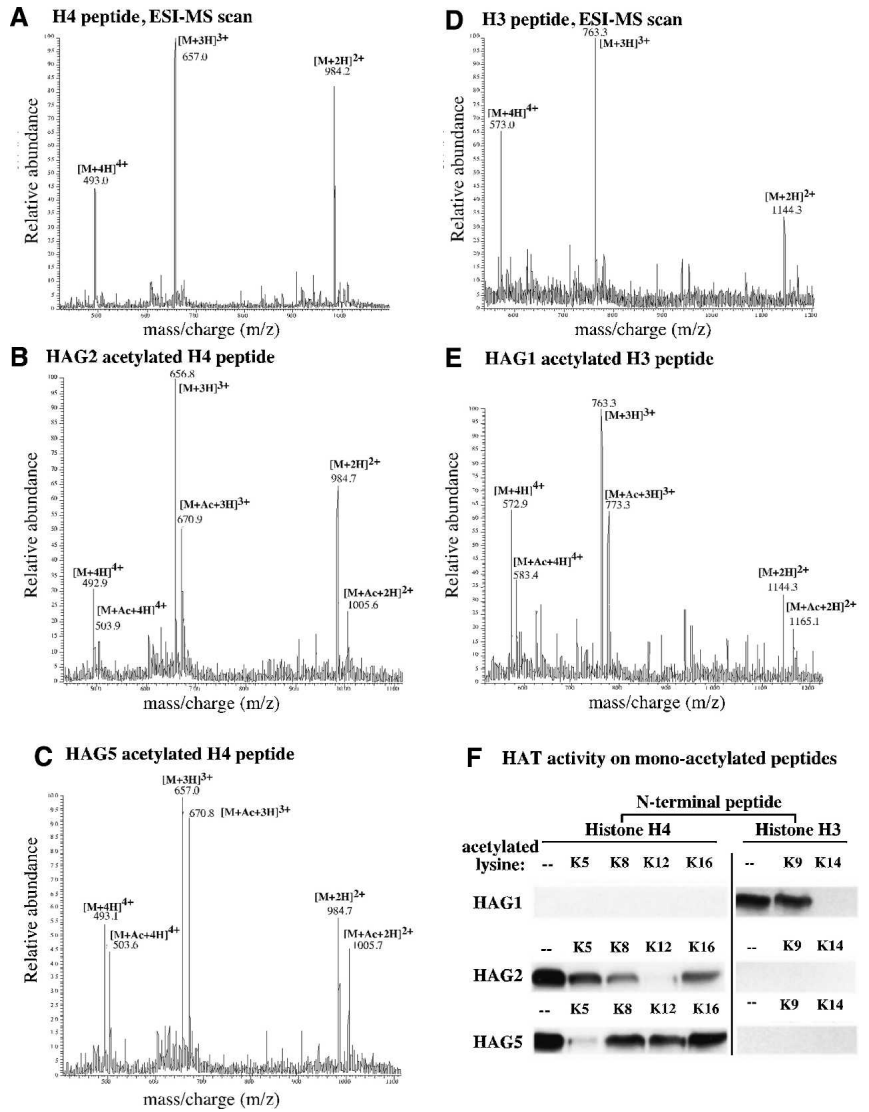 A H4 peptide, ESI-MS scan
[M+3H]3+
657.0
[M+2H]2+
984.2
[M+4H]4+
493.0
Relative abundance
mass/charge (m/z)
B HAG2 acetylated H4 peptide
656.8
[M+3H]3+
[M+2H]2+
984.7
[M+Ac+3H]3+
670.9
[M+4H]4+
492.9
[M+Ac+4H]4+
503.9
[M+Ac+2H]2+
1005.6
Relative abundance
mass/charge (m/z)
C HAG5 acetylated H4 peptide
[M+3H]3+
657.0
670.8 [M+Ac+3H]3+
[M+4H]4+
493.1
[M+Ac+4H]4+
503.6
[M+2H]2+
984.7
[M+Ac+2H]2+
1005.7
Relative abundance
mass/charge (m/z)
D H3 peptide, ESI-MS scan
763.3
[M+3H]3+
[M+4H]4+
573.0
[M+2H]2+
1144.3
Relative abundance
mass/charge (m/z)
E HAG1 acetylated H3 peptide
763.3
[M+3H]3+
[M+4H]4+
572.9
[M+Ac+3H]3+
773.3
[M+Ac+4H]4+
583.4
[M+2H]2+
1144.3
[M+Ac+2H]2+
1165.1
Relative abundance
mass/charge (m/z)
F HAT activity on mono-acetylated peptides
N-terminal peptide
Histone H4 Histone H3
acetylated
lysine: -- K5 K8 K12 K16 -- K9 K14
HAG1
-- K5 K8 K12 K16 -- K9 K14
HAG2
-- K5 K8 K12 K16 -- K9 K14
HAG5